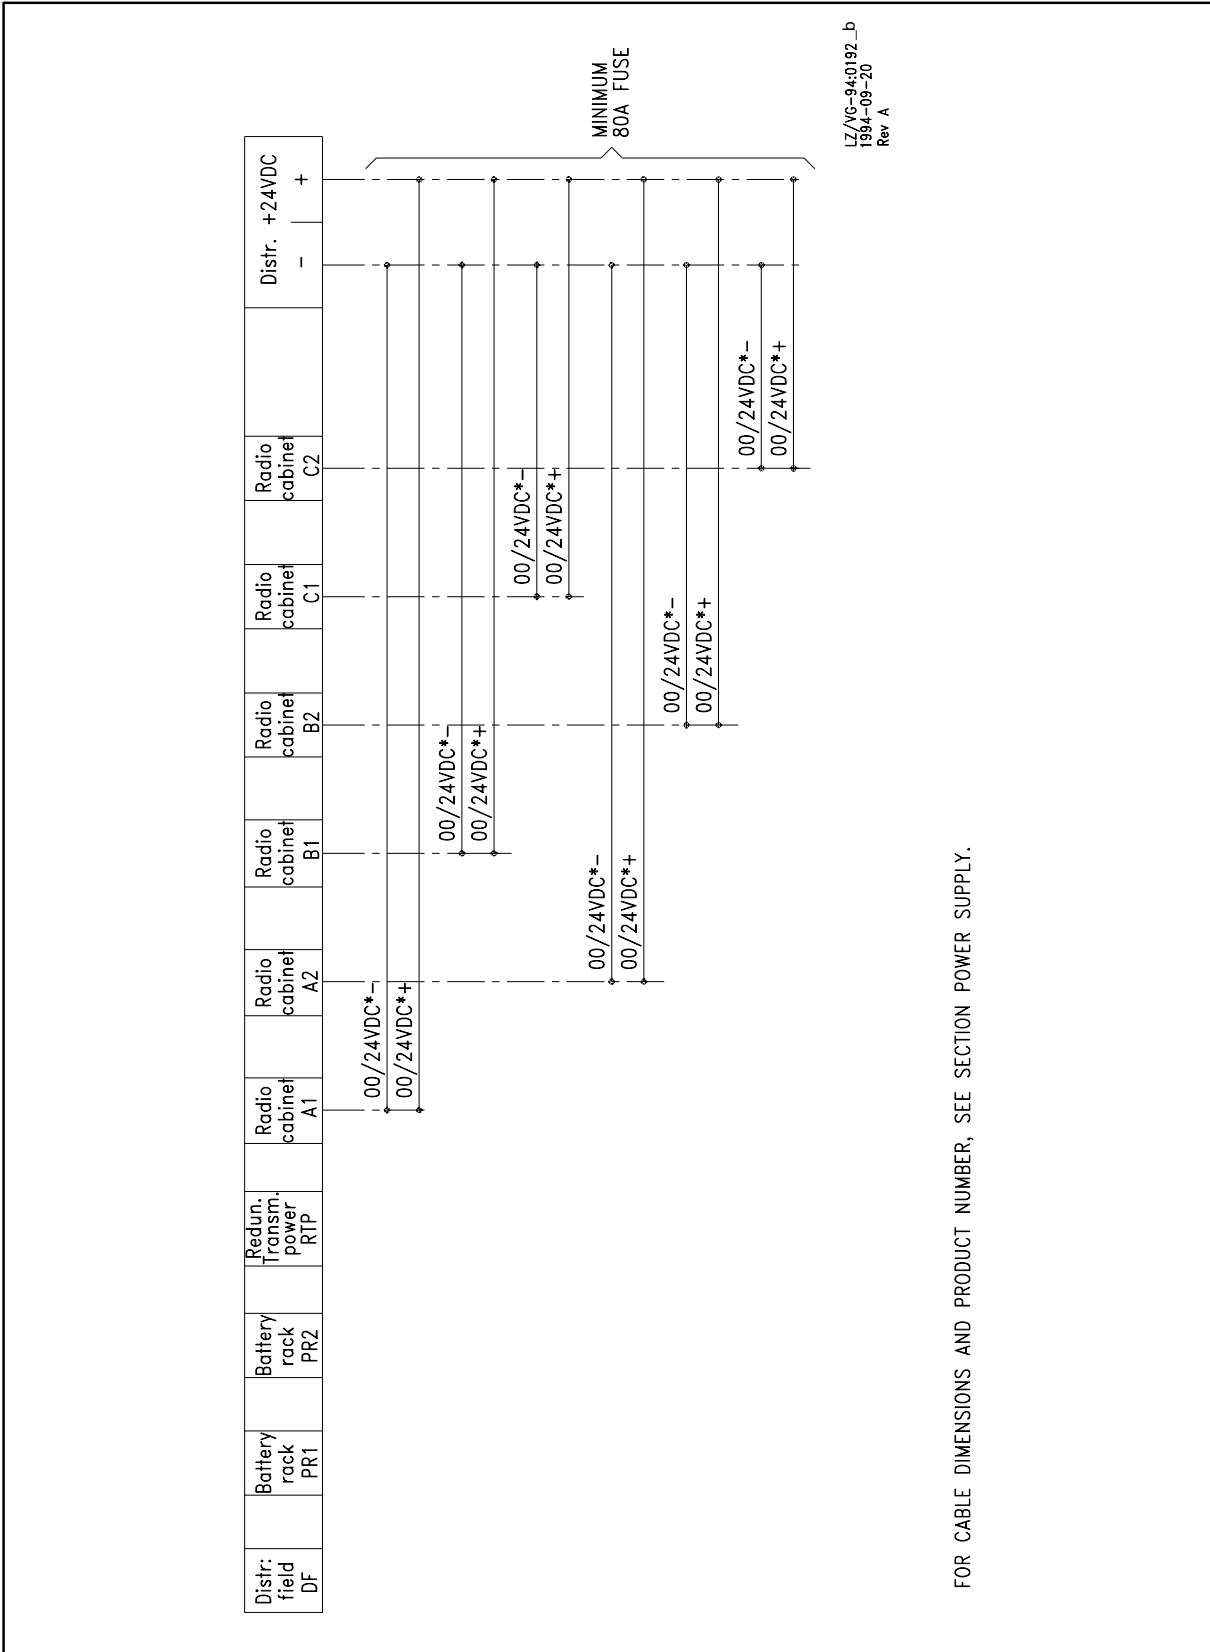 Distr:
field
DF
Battery
rack
PR1
Battery
rack
PR2
Redun.
Transm.
power
RTP
Radio
cabinet
A1
Radio
cabinet
A2
Radio
cabinet
B1
Radio
cabinet
B2
Radio
cabinet
C1
Radio
cabinet
C2
Distr. +24VDC
- +
00/24VDC*-
00/24VDC*+
00/24VDC*-
00/24VDC*+
00/24VDC*-
00/24VDC*+
00/24VDC*-
00/24VDC*+
00/24VDC*-
00/24VDC*+
00/24VDC*-
00/24VDC*+
MINIMUM
80A FUSE
LZ/VG-94:0192_b
1994-09-20
Rev A
FOR CABLE DIMENSIONS AND PRODUCT NUMBER, SEE SECTION POWER SUPPLY.